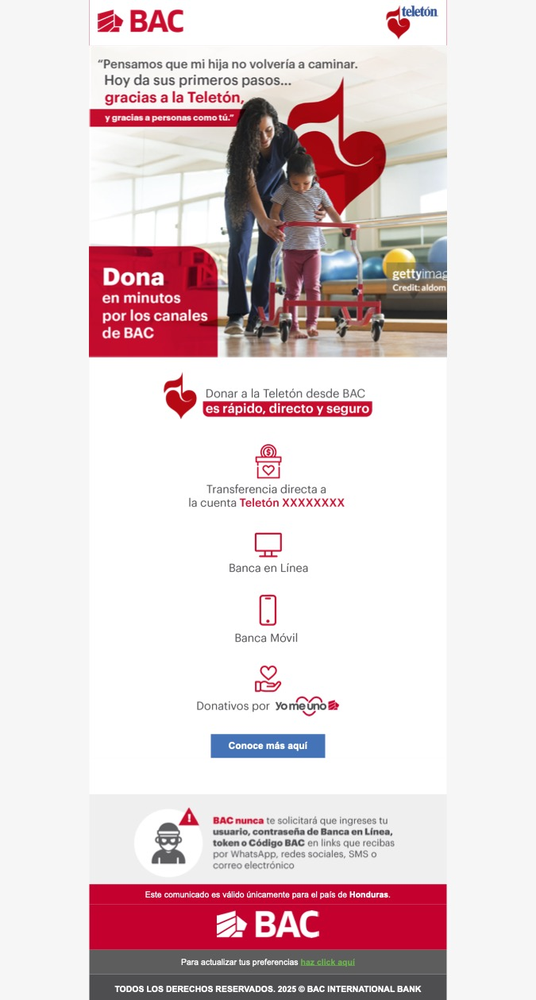 BAC
teletón
“Pensamos que mi hija no volvería a caminar.
Hoy da sus primeros pasos...
gracias a la Teletón,
y gracias a personas como tú.”
gettyimag
Credit: aldom
Dona
en minutos
por los canales
de BAC
Donar a la Teletón desde BAC
es rápido, directo y seguro
Transferencia directa a
la cuenta Teletón XXXXXXXX
Banca en Línea
Banca Móvil
Donativos por Yo me uno
Conoce más aquí
BAC nunca te solicitará que ingreses tu
usuario, contraseña de Banca en Línea,
token o Código BAC en links que recibas
por WhatsApp, redes sociales, SMS o
correo electrónico
Este comunicado es válido únicamente para el país de Honduras.
BAC
Para actualizar tus preferencias haz click aquí
TODOS LOS DERECHOS RESERVADOS. 2025 © BAC INTERNATIONAL BANK